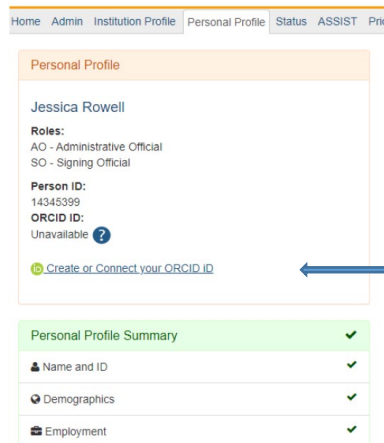 Home Admin Institution Profile Personal Profile Status ASSIST
Personal Profile
Jessica Rowell
Roles:
AO - Administrative Official
SO - Signing Official
Person ID:
14345399
ORCID ID:
Unavailable ?
iD Create or Connect your ORCID iD
Personal Profile Summary
Name and ID
Demographics
Employment